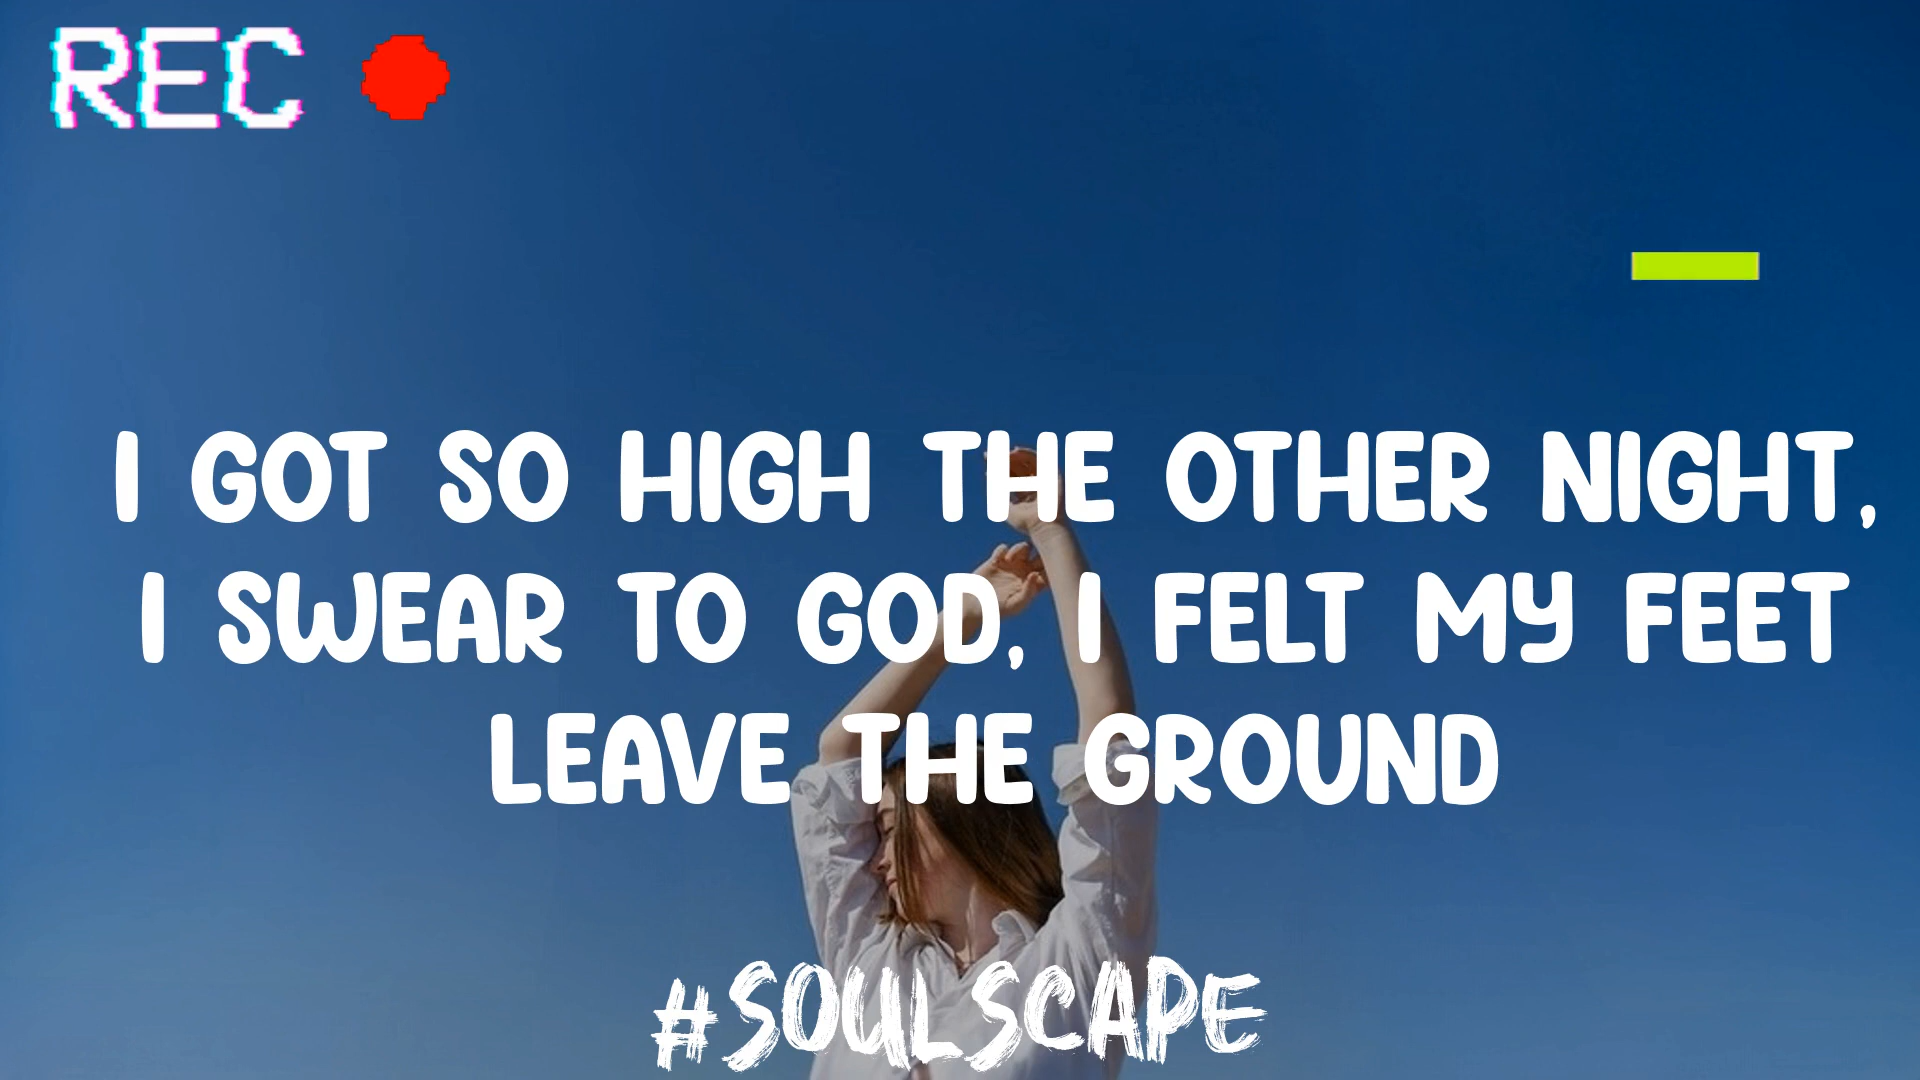 REC
I GOT SO HIGH THE OTHER NIGHT,
I SWEAR TO GOD, I FELT MY FEET
LEAVE THE GROUND
#SOULSCAPE